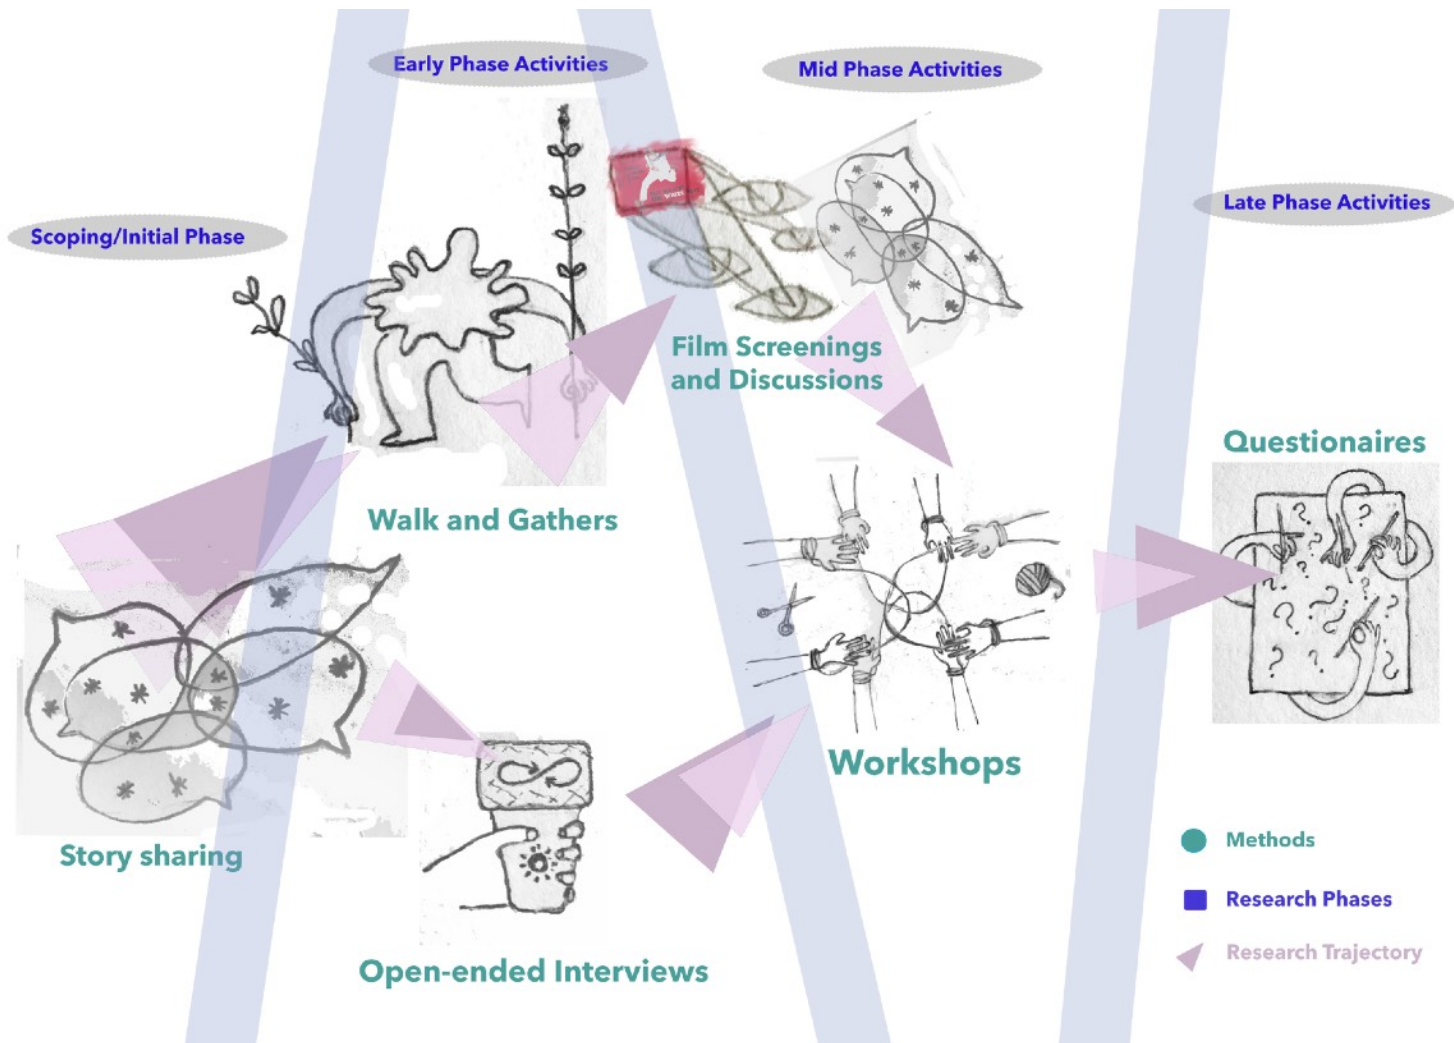 Early Phase Activities
Mid Phase Activities
Late Phase Activities
Scoping/Initial Phase
Film Screenings
and Discussions
Questionaires
Walk and Gathers
Workshops
Story sharing
Open-ended Interviews
Methods
Research Phases
Research Trajectory